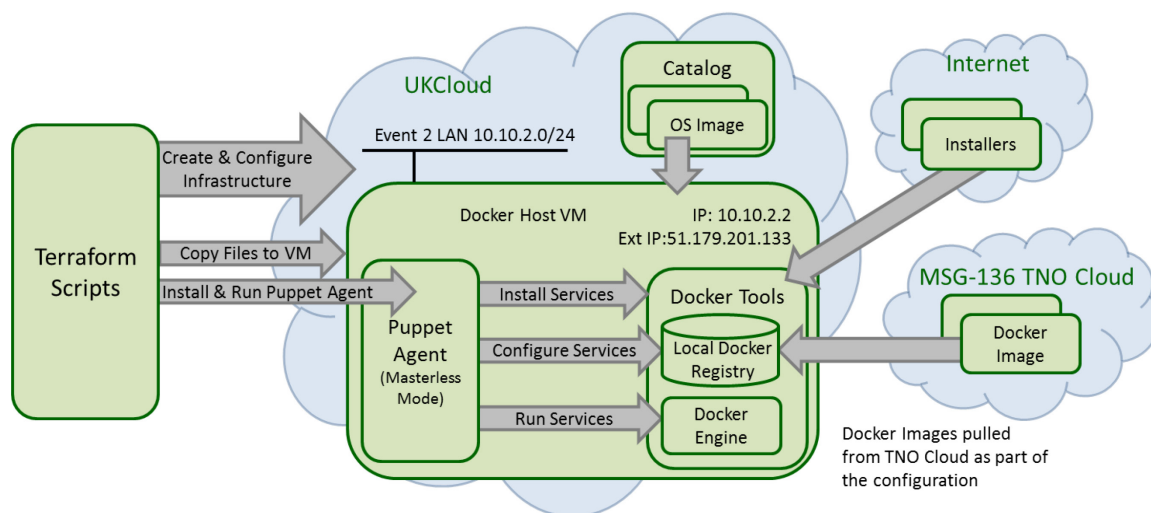 UKCloud
Catalog
OS Image
Internet
Installers
Event 2 LAN 10.10.2.0/24
Create & Configure
Infrastructure
Docker Host VM
IP: 10.10.2.2
Ext IP:51.179.201.133
Terraform
Scripts
Copy Files to VM
Install & Run Puppet Agent
Puppet
Agent
(Masterless
Mode)
Install Services
Configure Services
Run Services
Docker Tools
Local Docker
Registry
Docker
Engine
MSG-136 TNO Cloud
Docker
Image
Docker Images pulled
from TNO Cloud as part of
the configuration